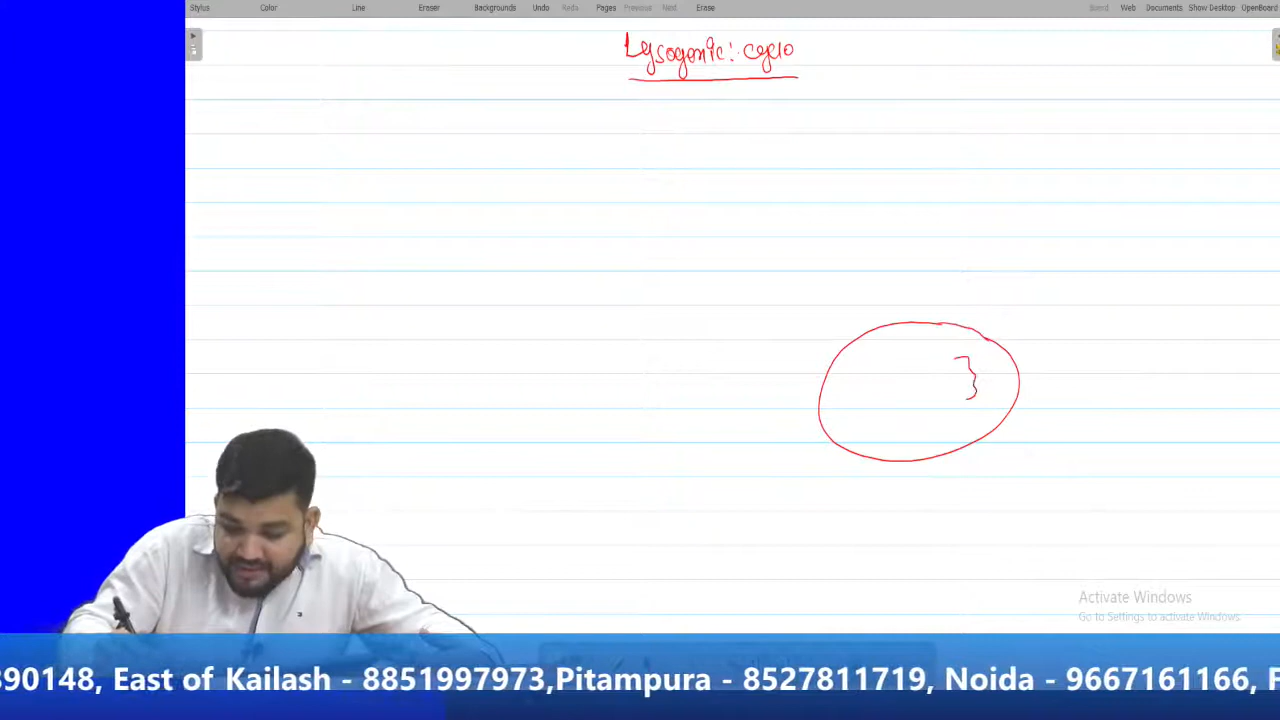 Stylus Color Line Eraser Backgrounds Undo Redo Pages Previous Next Erase Board Web Documents Show Desktop OpenBoard
Lysogenic: cycle
Activate Windows
Go to Settings to activate Windows.
390148, East of Kailash - 8851997973,Pitampura - 8527811719, Noida - 9667161166, F